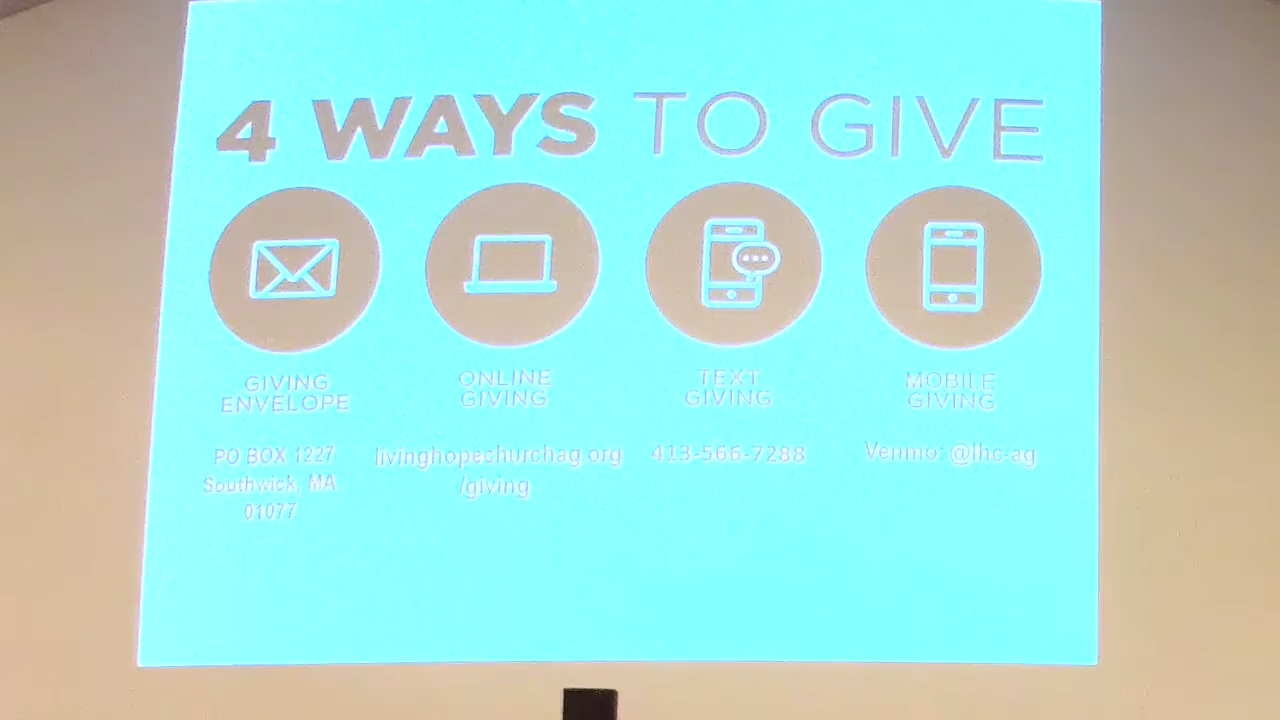 4 WAYS TO GIVE
GIVING
ENVELOPE
PO BOX 1227
Southwick, MA
01077
ONLINE
GIVING
livinghopechurchag.org
/giving
TEXT
GIVING
413-566-7288
MOBILE
GIVING
Venmo: @lhc-ag